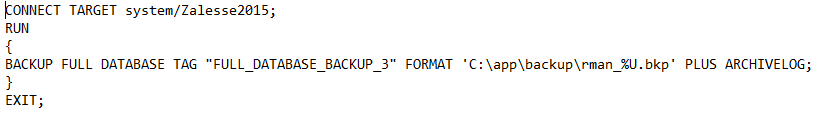 CONNECT TARGET system/Zalesse2015;
RUN
{
BACKUP FULL DATABASE TAG "FULL_DATABASE_BACKUP_3" FORMAT 'C:\app\backup\rman_%U.bkp' PLUS ARCHIVELOG;
}
EXIT;